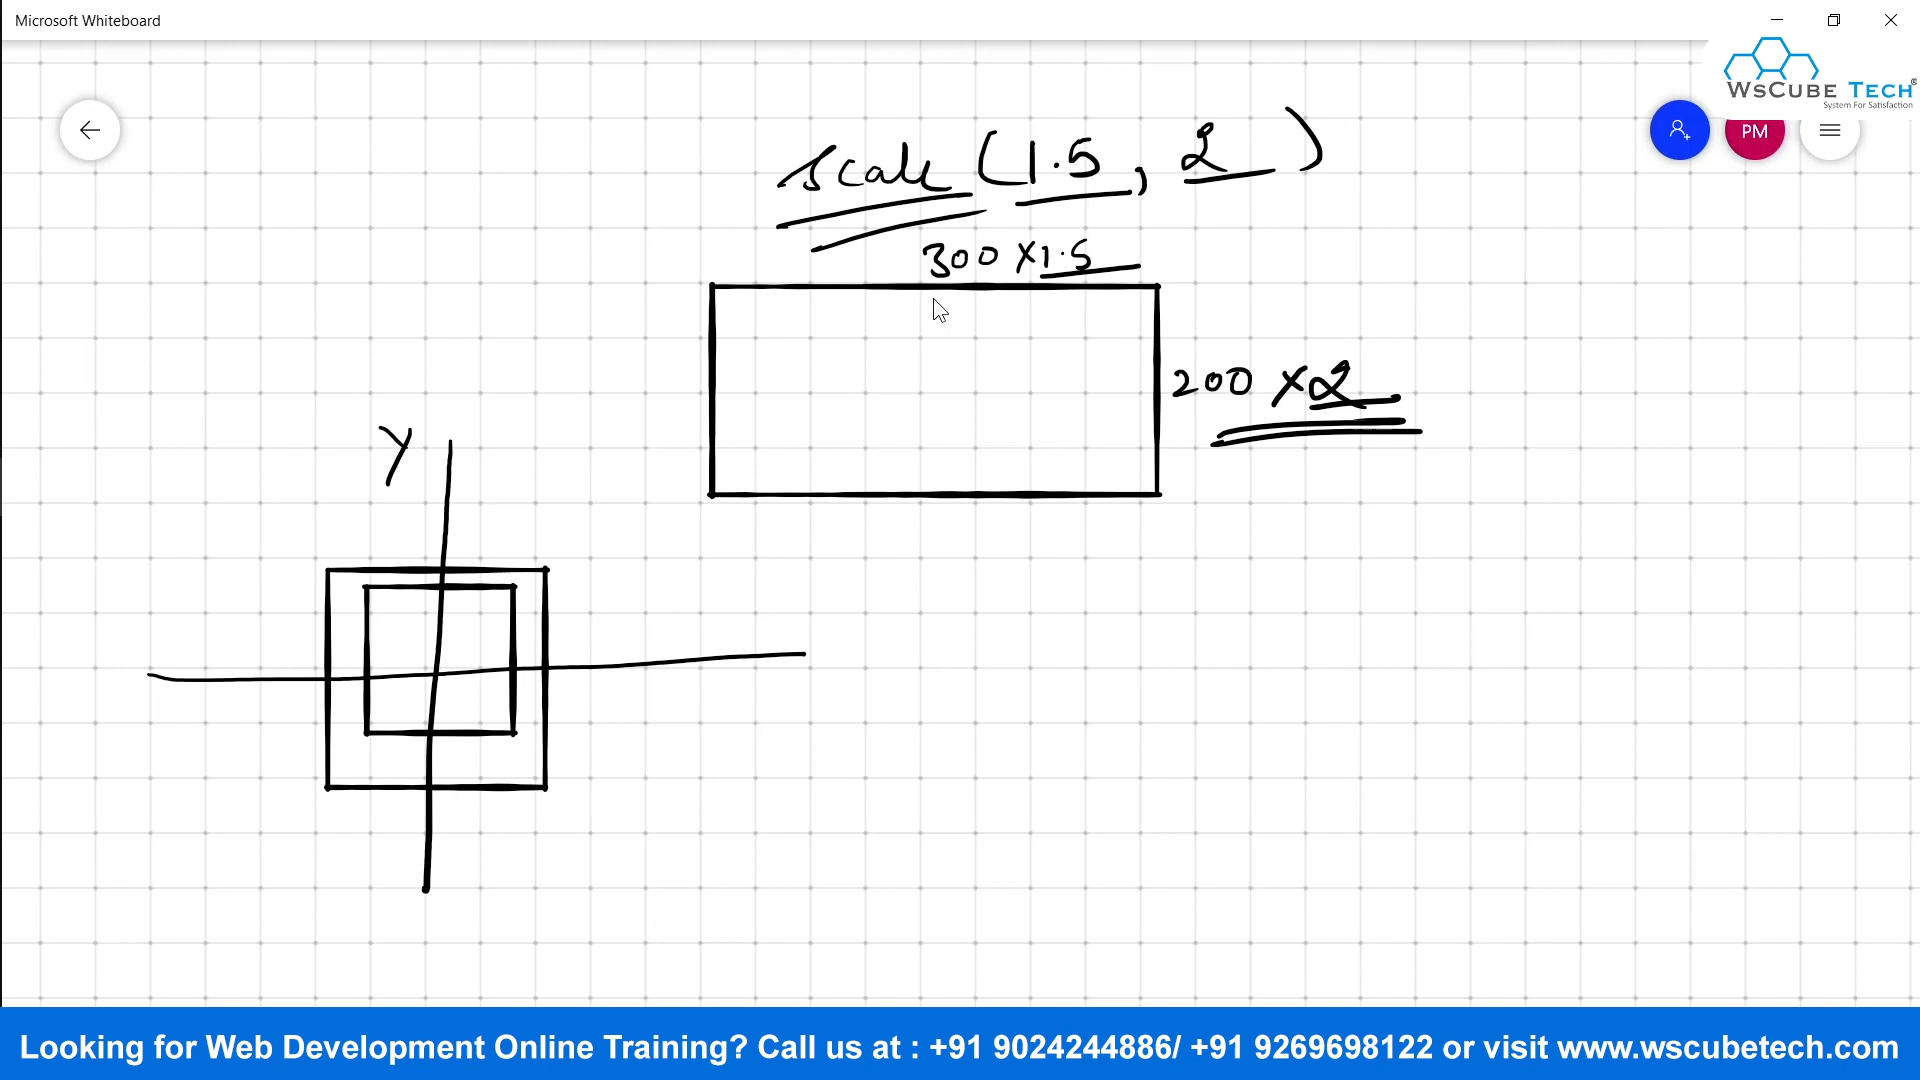 Microsoft Whiteboard
WsCube Tech®
System For Satisfaction
PM
scale (1.5, 2)
300 X1.5
200 X2
Y
Looking for Web Development Online Training? Call us at : +91 9024244886/ +91 9269698122 or visit www.wscubetech.com